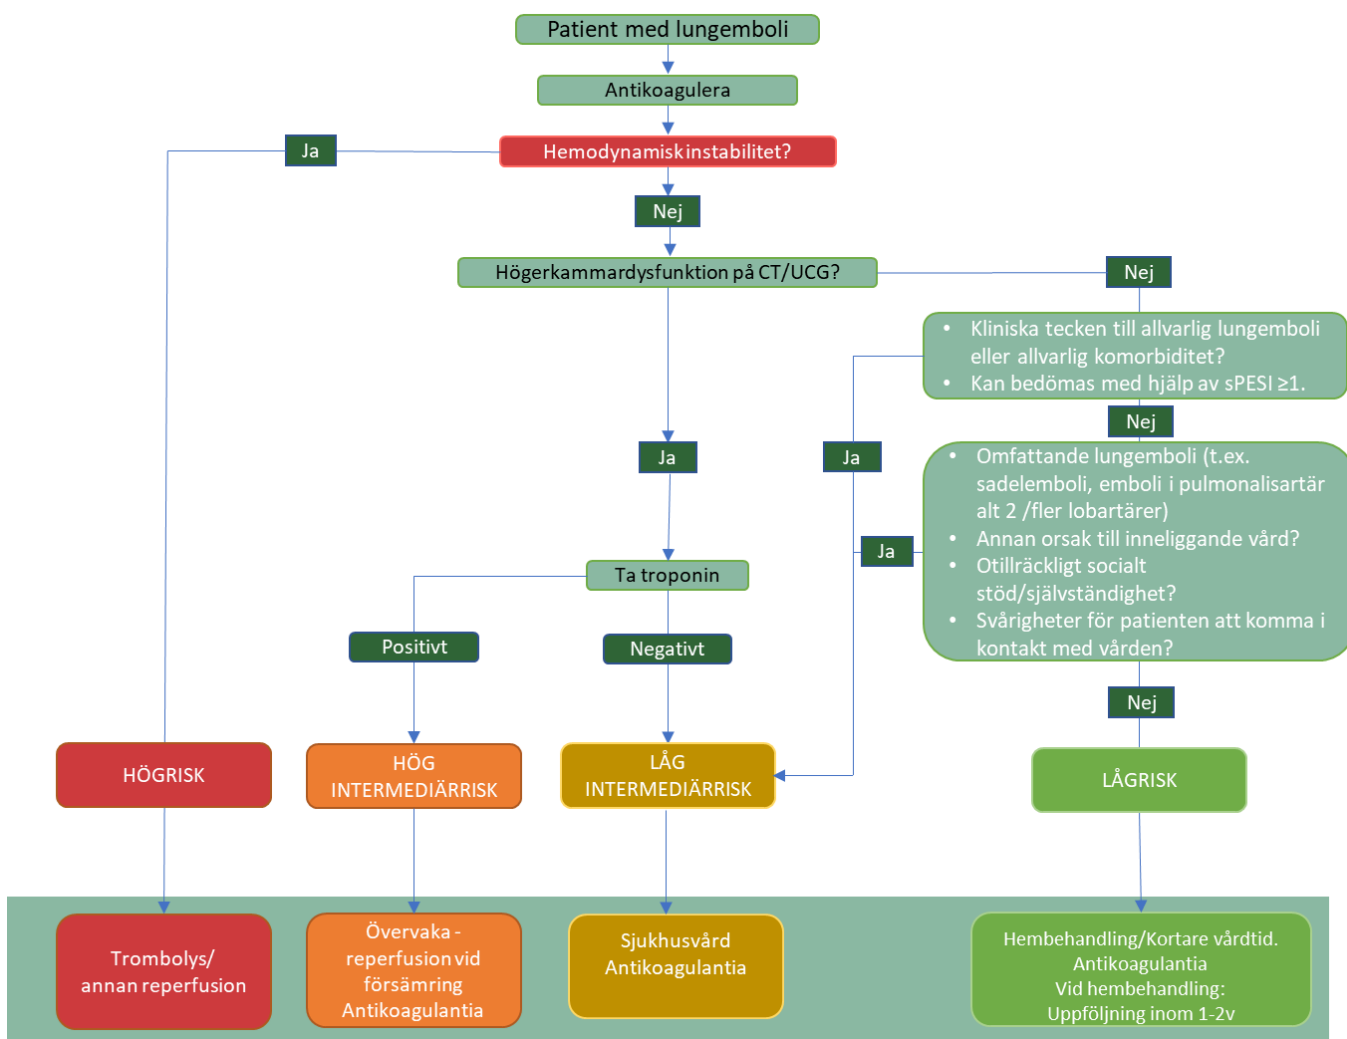 Patient med lungemboli
Antikoagulera
Ja
Hemodynamisk instabilitet?
Nej
Högerkammardysfunktion på CT/UCG?
Nej
• Kliniska tecken till allvarlig lungemboli
eller allvarlig komorbiditet?
• Kan bedömas med hjälp av sPESI ≥1.
Nej
Ja
Ja
• Omfattande lungemboli (t.ex.
sadelemboli, emboli i pulmonalisartär
alt 2 /fler lobartärer)
• Annan orsak till inneliggande vård?
• Otillräckligt socialt
stöd/självständighet?
• Svårigheter för patienten att komma i
kontakt med vården?
Ja
Ta troponin
Positivt
Negativt
Nej
HÖGRISK
HÖG
INTERMEDIÄRRISK
LÅG
INTERMEDIÄRRISK
LÅGRISK
Trombolys/
annan reperfusion
Övervaka -
reperfusion vid
försämring
Antikoagulantia
Sjukhusvård
Antikoagulantia
Hembehandling/Kortare vårdtid.
Antikoagulantia
Vid hembehandling:
Uppföljning inom 1-2v